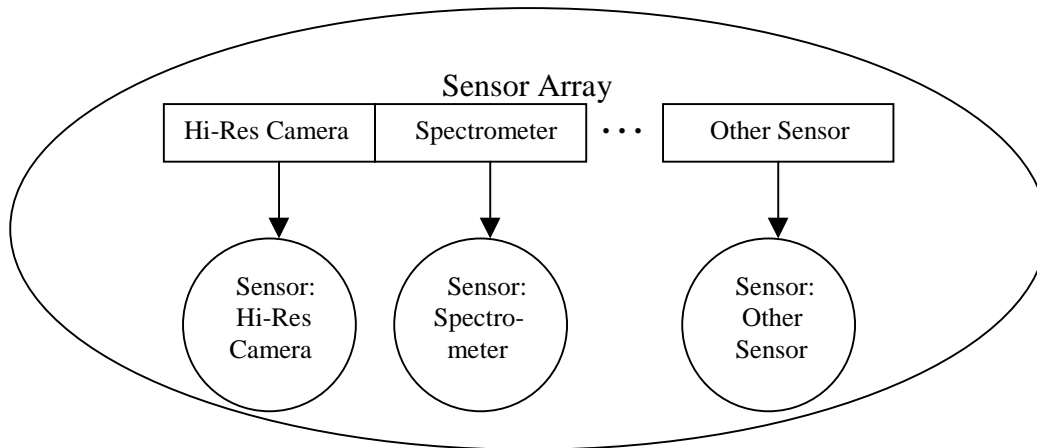 Sensor Array
Hi-Res Camera
Spectrometer
...
Other Sensor
Sensor:
Hi-Res
Camera
Sensor:
Spectro-
meter
Sensor:
Other
Sensor